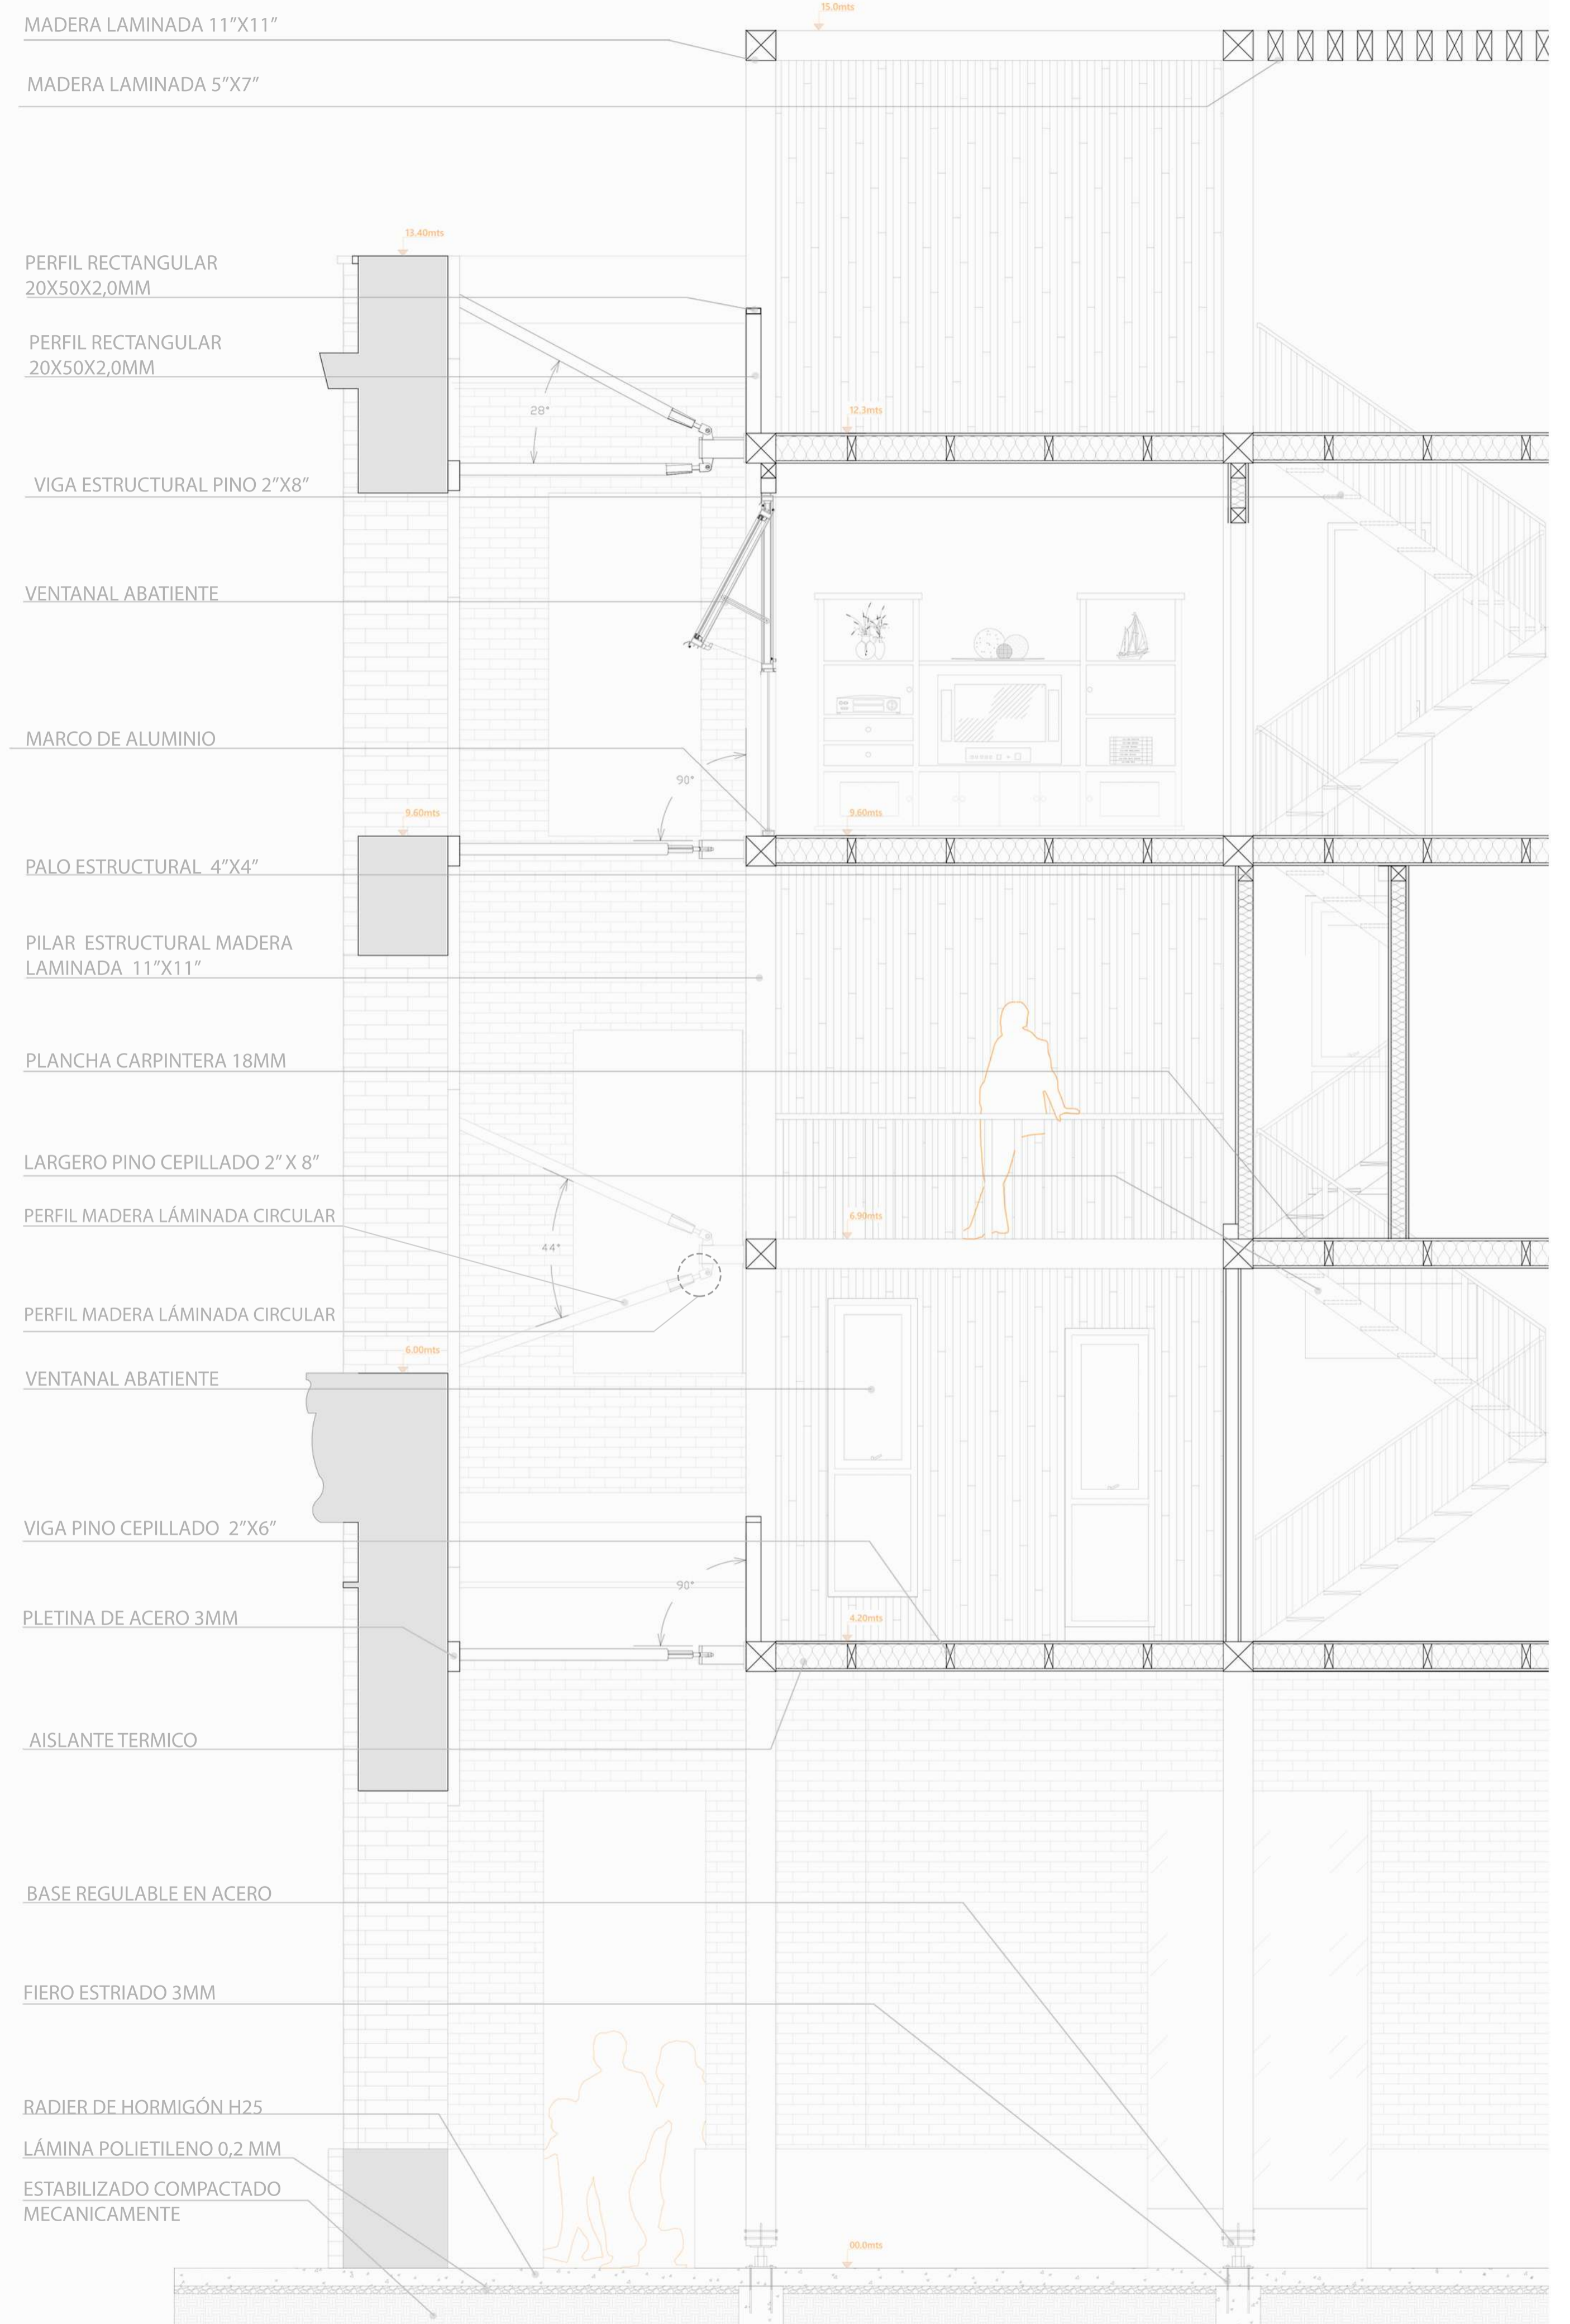 15.0mts
MADERA LAMINADA 11”X11”
MADERA LAMINADA 5”X7”
13.40mts
PERFIL RECTANGULAR
20X50X2,0MM
PERFIL RECTANGULAR
20X50X2,0MM
28°
12.3mts
VIGA ESTRUCTURAL PINO 2”X8”
VENTANAL ABATIENTE
MARCO DE ALUMINIO
90°
9.60mts
9.60mts
PALO ESTRUCTURAL 4”X4”
PILAR ESTRUCTURAL MADERA
LAMINADA 11”X11”
PLANCHA CARPINTERA 18MM
LARGERO PINO CEPILLADO 2” X 8”
PERFIL MADERA LÁMINADA CIRCULAR
6.90mts
44°
PERFIL MADERA LÁMINADA CIRCULAR
6.00mts
VENTANAL ABATIENTE
VIGA PINO CEPILLADO 2”X6”
90°
PLETINA DE ACERO 3MM
4.20mts
AISLANTE TERMICO
BASE REGULABLE EN ACERO
FIERO ESTRIADO 3MM
RADIER DE HORMIGÓN H25
LÁMINA POLIETILENO 0,2 MM
ESTABILIZADO COMPACTADO
MECANICAMENTE
00.0mts